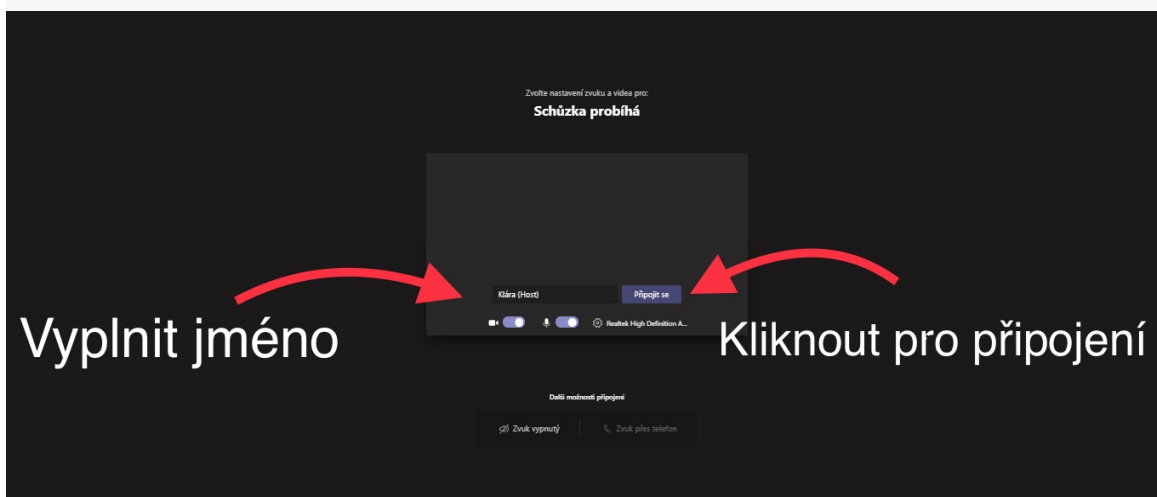 Zvolte nastavení zvuku a videa pro:
Schůzka probíhá
Klára (Host)
Připojit se
Realtek High Definition A...
Vyplnit jméno
Kliknout pro připojení
Další možnosti připojení
Zvuk vypnutý
Zvuk přes telefon